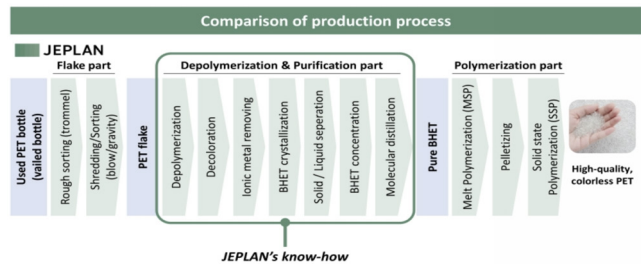 Comparison of production process
JEPLAN
Flake part
Depolymerization & Purification part
Polymerization part
Used PET bottle
(vailed bottle)
Rough sorting (trommel)
Shredding/Sorting
(blow/gravity)
PET flake
Depolymerization
Decoloration
Ionic metal removing
BHET crystallization
Solid / Liquid seperation
BHET concentration
Molecular distillation
Pure BHET
Melt Polymerization (MSP)
Pelletizing
Solid state
Polymerization (SSP)
High-quality,
colorless PET
JEPLAN's know-how